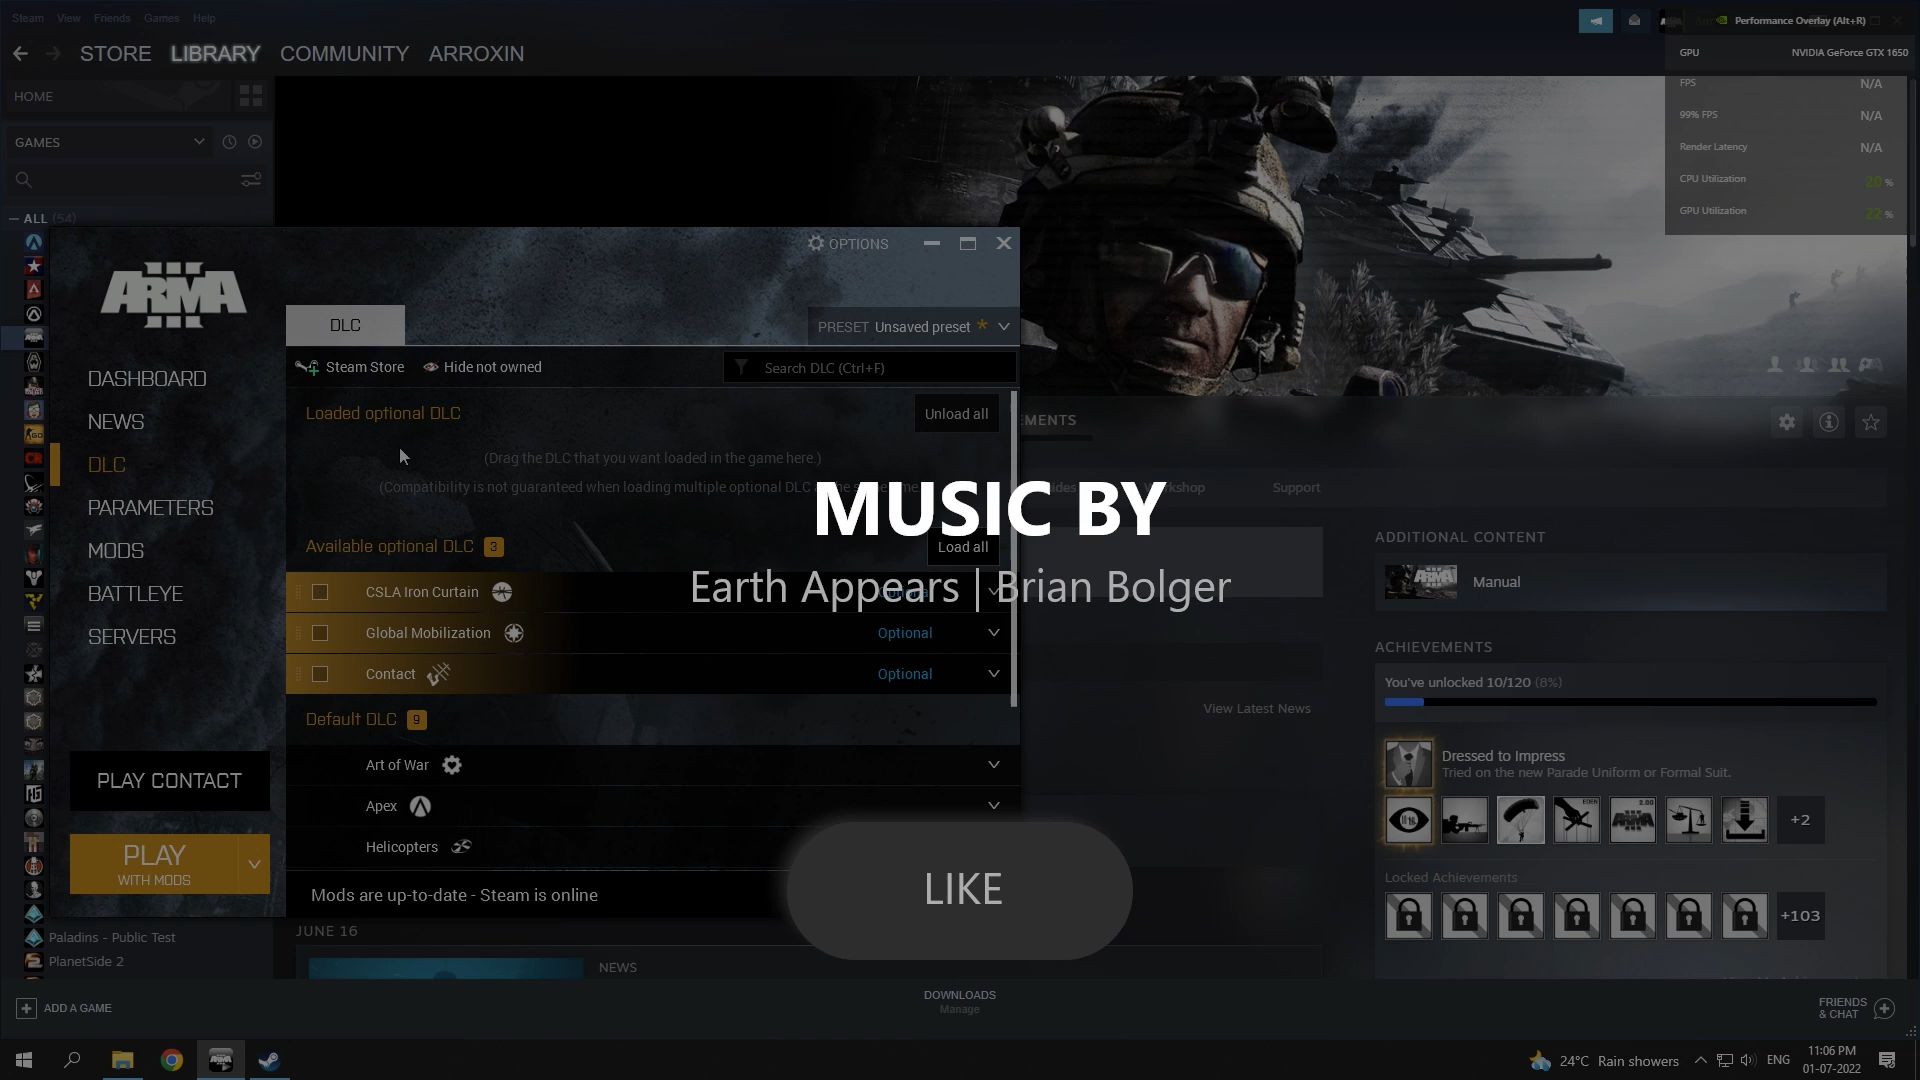 Steam View Friends Games Help
Performance Overlay (Alt+R)
STORE LIBRARY COMMUNITY ARROXIN
GPU NVIDIA GeForce GTX 1650
FPS N/A
99% FPS N/A
Render Latency N/A
CPU Utilization 20 %
GPU Utilization 22 %
HOME
GAMES
ALL (54)
OPTIONS
ARMA III
DLC
PRESET Unsaved preset *
Steam Store Hide not owned
Search DLC (Ctrl+F)
DASHBOARD
NEWS
DLC
PARAMETERS
MODS
BATTLEYE
SERVERS
PLAY CONTACT
PLAY
WITH MODS
Loaded optional DLC
Unload all
(Drag the DLC that you want loaded in the game here.)
(Compatibility is not guaranteed when loading multiple optional DLC
MUSIC BY
Earth Appears | Brian Bolger
Available optional DLC 3
Load all
CSLA Iron Curtain
Global Mobilization Optional
Contact Optional
Default DLC 9
Art of War
Apex
Helicopters
Mods are up-to-date - Steam is online
LIKE
Support
View Latest News
ADDITIONAL CONTENT
Manual
ACHIEVEMENTS
You've unlocked 10/120 (8%)
Dressed to Impress
Tried on the new Parade Uniform or Formal Suit.
+2
Locked Achievements
+103
Paladins - Public Test
PlanetSide 2
JUNE 16
NEWS
ADD A GAME
DOWNLOADS
Manage
FRIENDS
& CHAT
24°C Rain showers
ENG
11:06 PM
01-07-2022